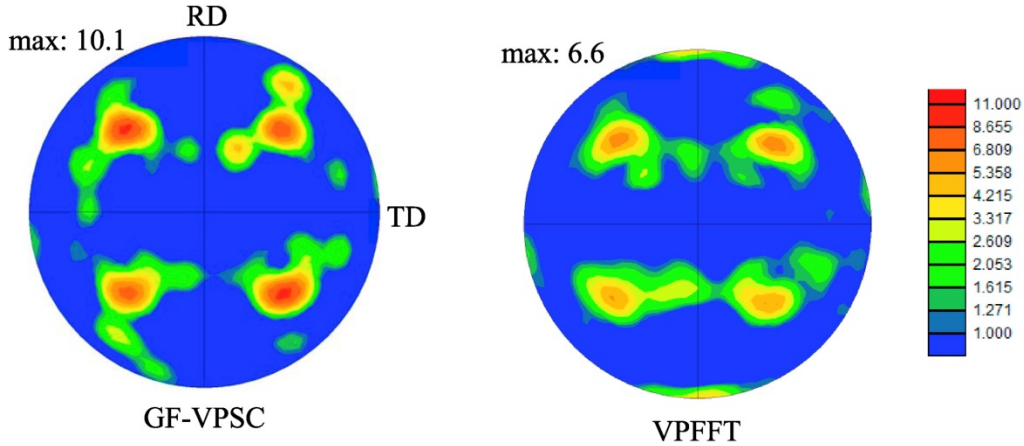 RD
max: 10.1
max: 6.6
TD
11.000
8.655
6.809
5.358
4.215
3.317
2.609
2.053
1.615
1.271
1.000
GF-VPSC
VPFFT